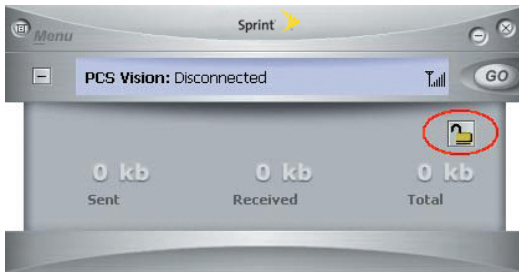 Sprint
Menu
PCS Vision: Disconnected
GO
0 kb
0 kb
0 kb
Sent
Received
Total